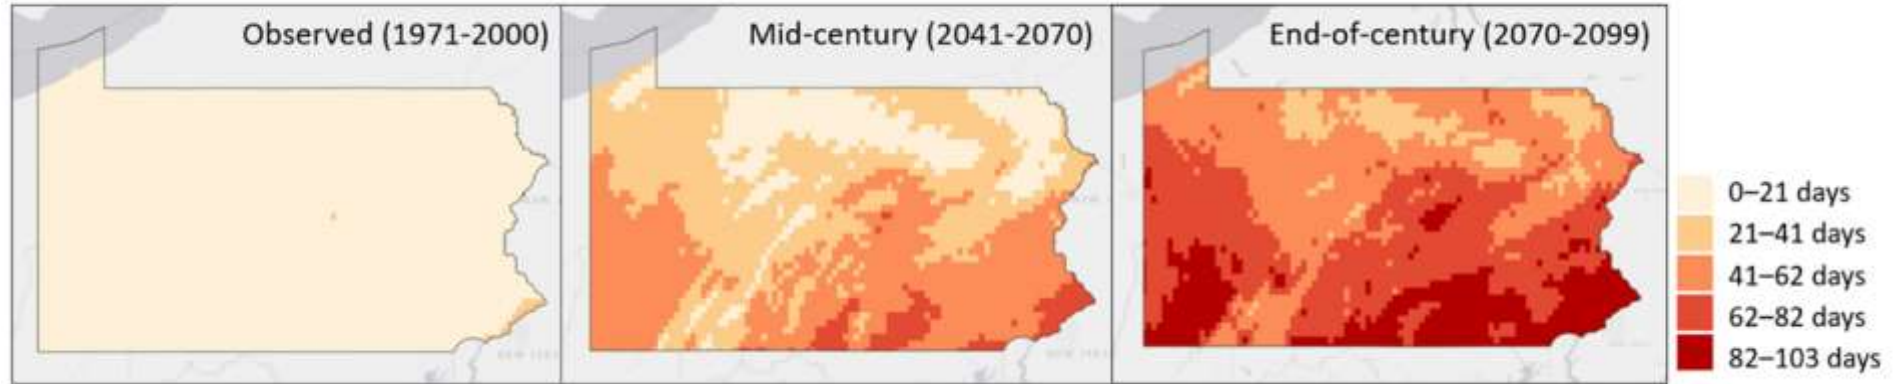 Observed (1971-2000)
Mid-century (2041-2070)
End-of-century (2070-2099)
0–21 days
21–41 days
41–62 days
62–82 days
82–103 days